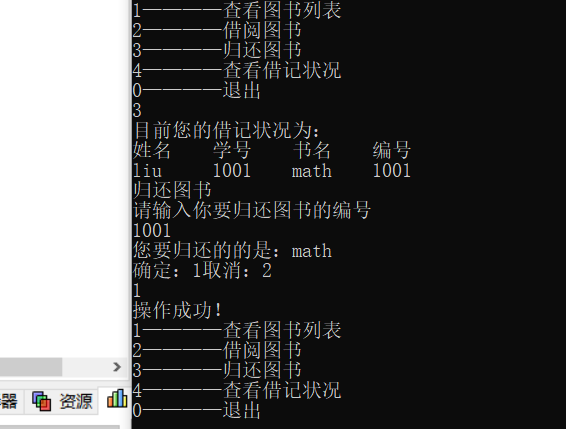 1————查看图书列表
2————借阅图书
3————归还图书
4————查看借记状况
0————退出
3
目前您的借记状况为:
姓名 学号 书名 编号
liu 1001 math 1001
归还图书
请输入你要归还图书的编号
1001
您要归还的的是: math
确定: 1取消: 2
1
操作成功!
1————查看图书列表
2————借阅图书
3————归还图书
4————查看借记状况
0————退出
器 资源